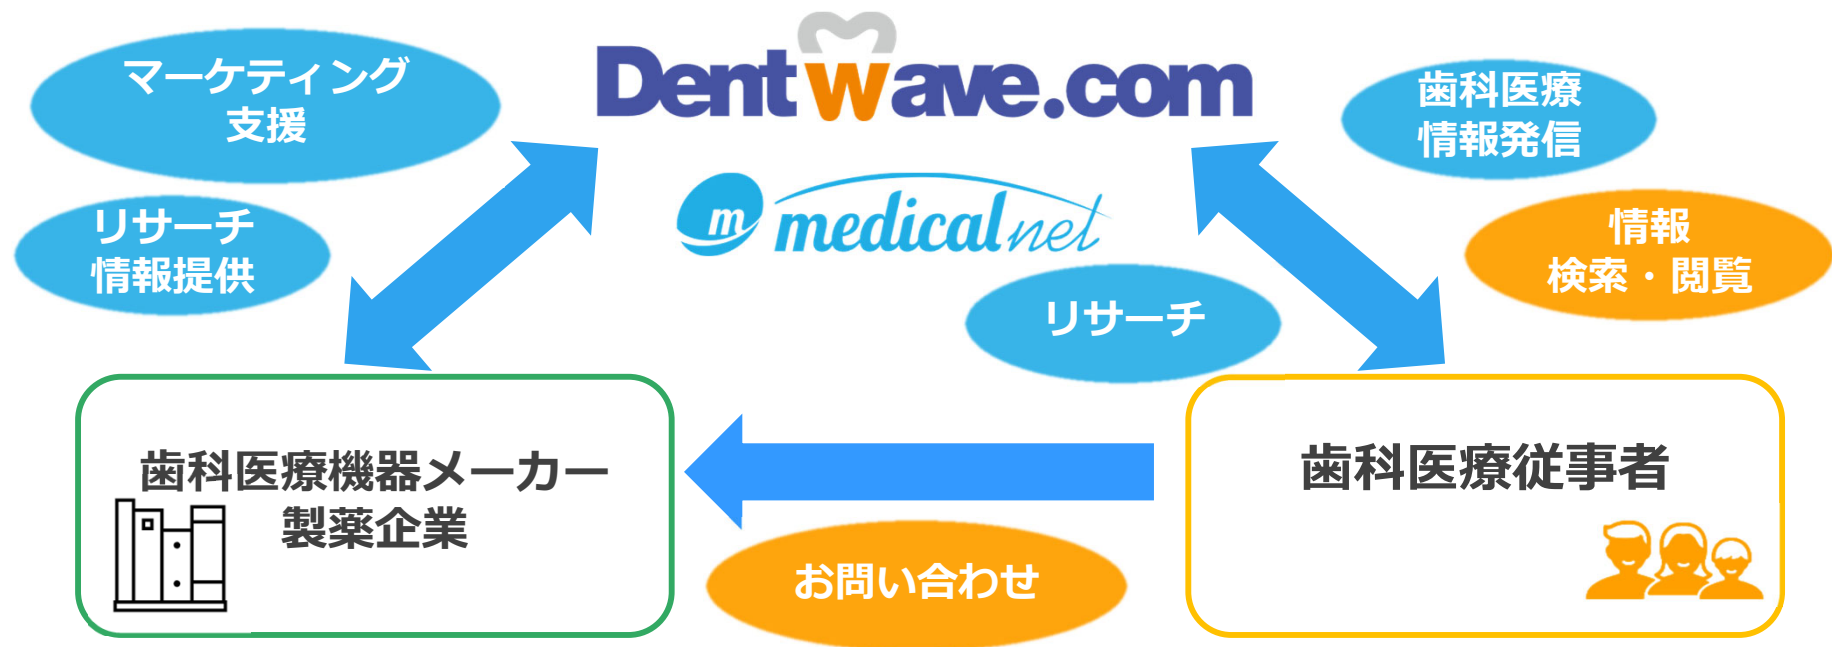 Dentwave.com
medicalnet
マーケティング
支援
リサーチ
情報提供
歯科医療
情報発信
情報
検索・閲覧
リサーチ
歯科医療機器メーカー
製薬企業
お問い合わせ
歯科医療従事者